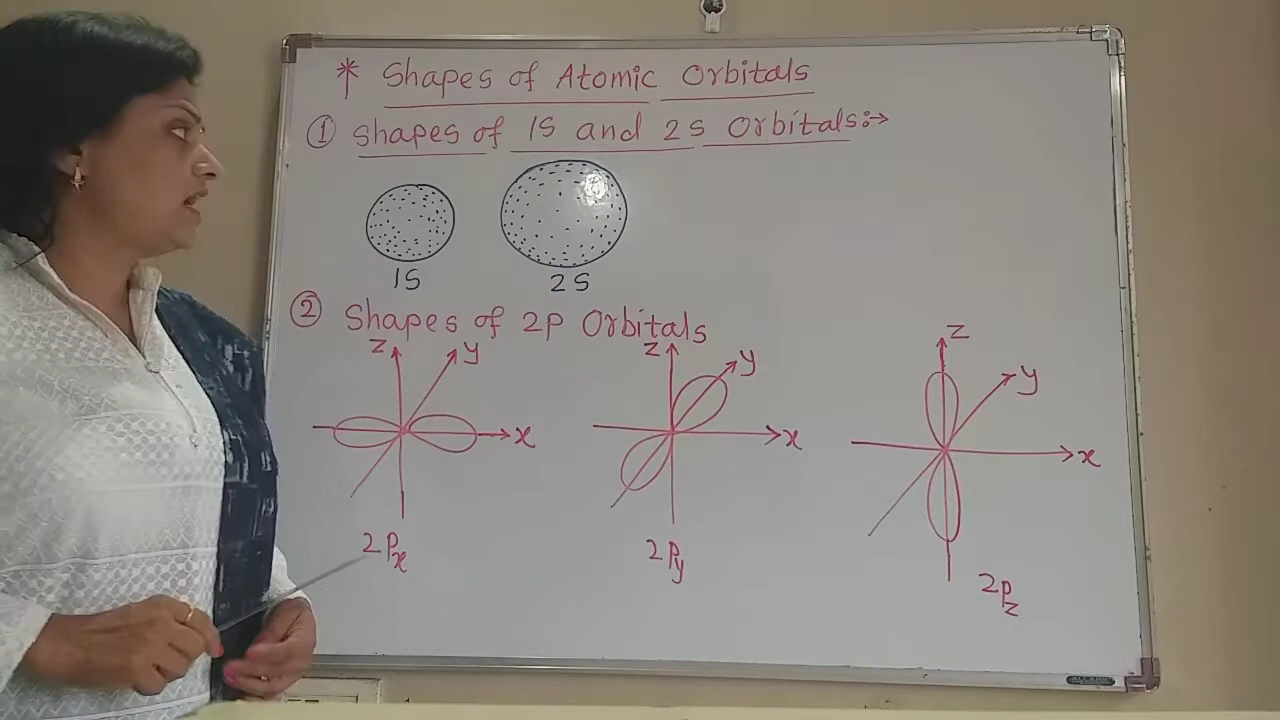 * Shapes of Atomic Orbitals
① Shapes of 1S and 2S Orbitals:→
1S 2S
② Shapes of 2P Orbitals
z y x
z y x
z y x
2Px 2Py 2Pz